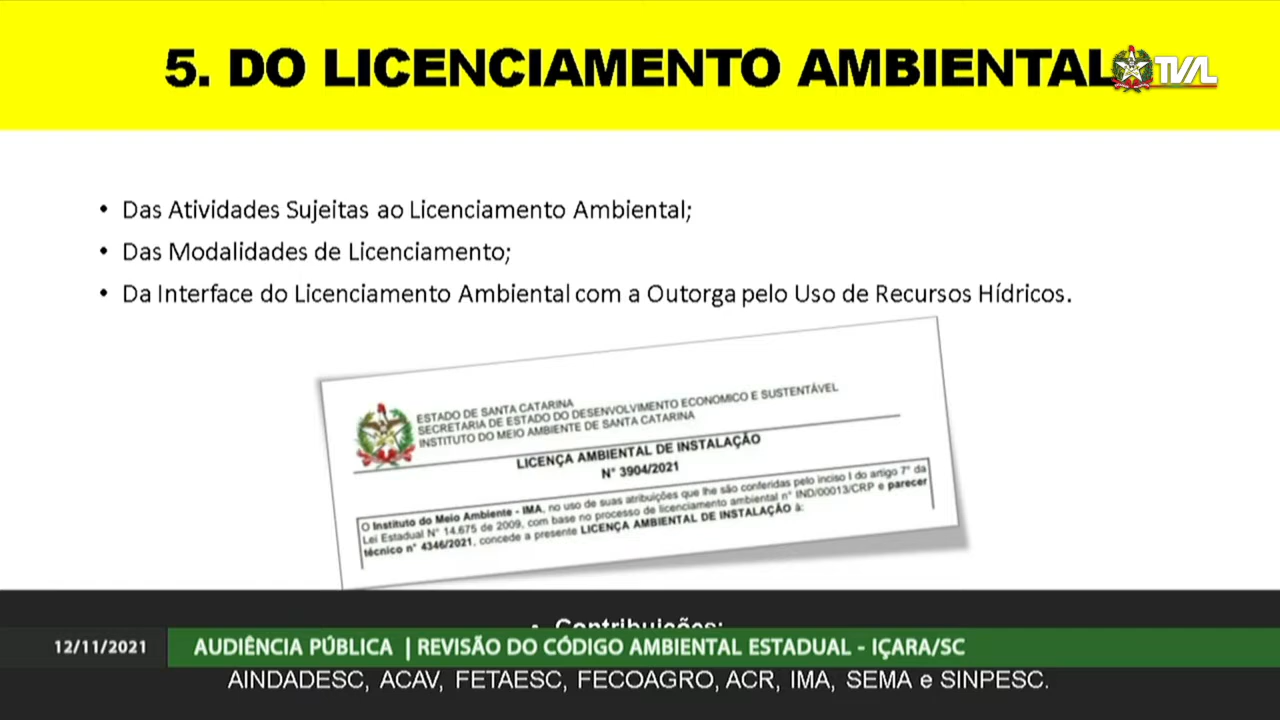 5. DO LICENCIAMENTO AMBIENTAL
TVAL
• Das Atividades Sujeitas ao Licenciamento Ambiental;
• Das Modalidades de Licenciamento;
• Da Interface do Licenciamento Ambiental com a Outorga pelo Uso de Recursos Hídricos.
ESTADO DE SANTA CATARINA
SECRETARIA DE ESTADO DO DESENVOLVIMENTO ECONOMICO E SUSTENTÁVEL
INSTITUTO DO MEIO AMBIENTE DE SANTA CATARINA
LICENÇA AMBIENTAL DE INSTALAÇÃO
N° 3904/2021
O Instituto do Meio Ambiente - IMA, no uso de suas atribuições que lhe são conferidas pelo inciso I do artigo 7° da
Lei Estadual N° 14.675 de 2009, com base no processo de licenciamento ambiental n° IND/00013/CRP e parecer
técnico n° 4346/2021, concede a presente LICENÇA AMBIENTAL DE INSTALAÇÃO à:
• Contribuições:
12/11/2021
AUDIÊNCIA PÚBLICA | REVISÃO DO CÓDIGO AMBIENTAL ESTADUAL - IÇARA/SC
AINDADESC, ACAV, FETAESC, FECOAGRO, ACR, IMA, SEMA e SINPESC.